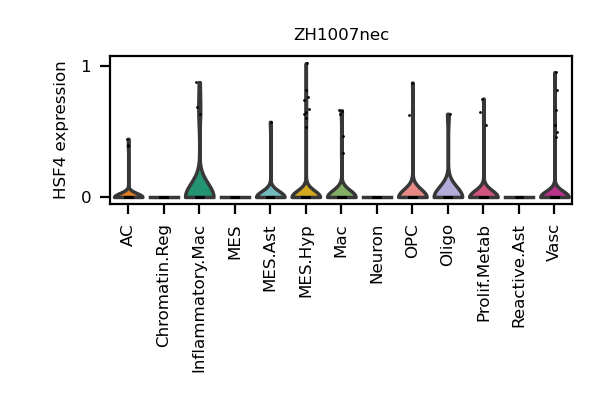 ZH1007nec
HSF4 expression
1
0
AC
Chromatin.Reg
Inflammatory.Mac
MES
MES.Ast
MES.Hyp
Mac
Neuron
OPC
Oligo
Prolif.Metab
Reactive.Ast
Vasc